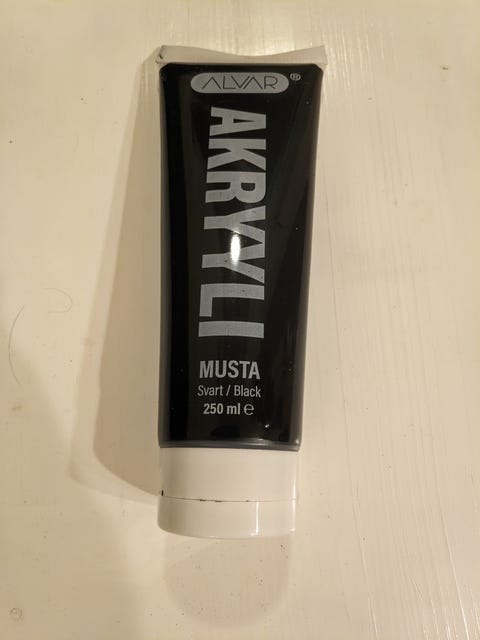 ALVAR®
AKRYYLI
MUSTA
Svart / Black
250 ml ℮